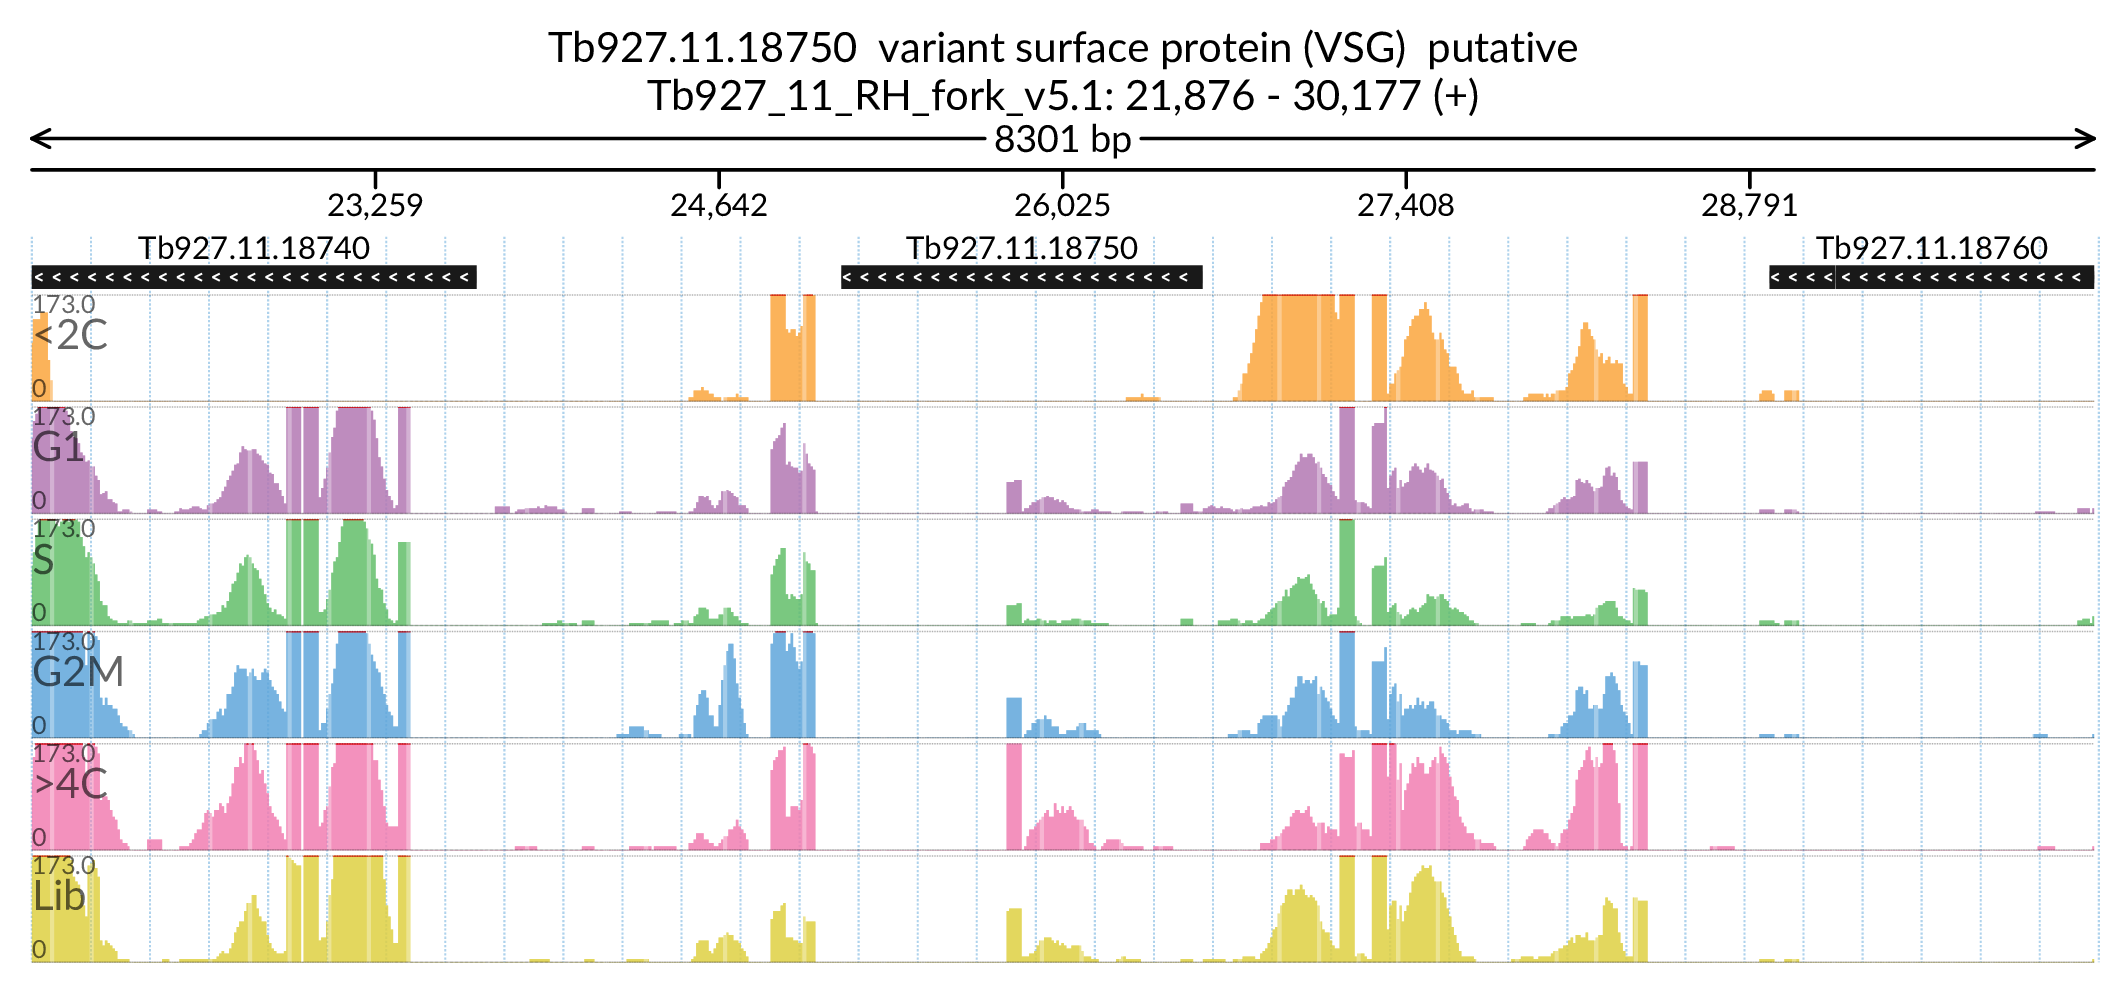 Tb927.11.18750 variant surface protein (VSG) putative
Tb927_11_RH_fork_v5.1: 21,876 - 30,177 (+)
8301 bp
23,259 24,642 26,025 27,408 28,791
Tb927.11.18740 Tb927.11.18750 Tb927.11.18760
173.0
<2C
0
173.0
G1
0
173.0
S
0
173.0
G2M
0
173.0
>4C
0
173.0
Lib
0